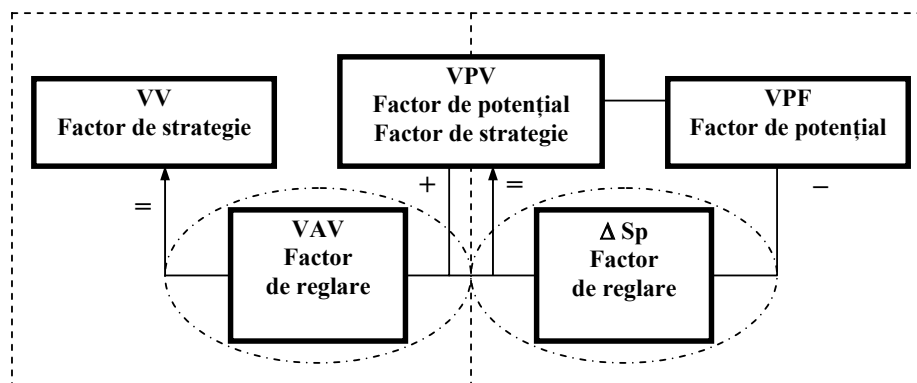 VV
Factor de strategie
VPV
Factor de potențial
Factor de strategie
VPF
Factor de potențial
=
+
=
–
VAV
Factor
de reglare
Δ Sp
Factor
de reglare